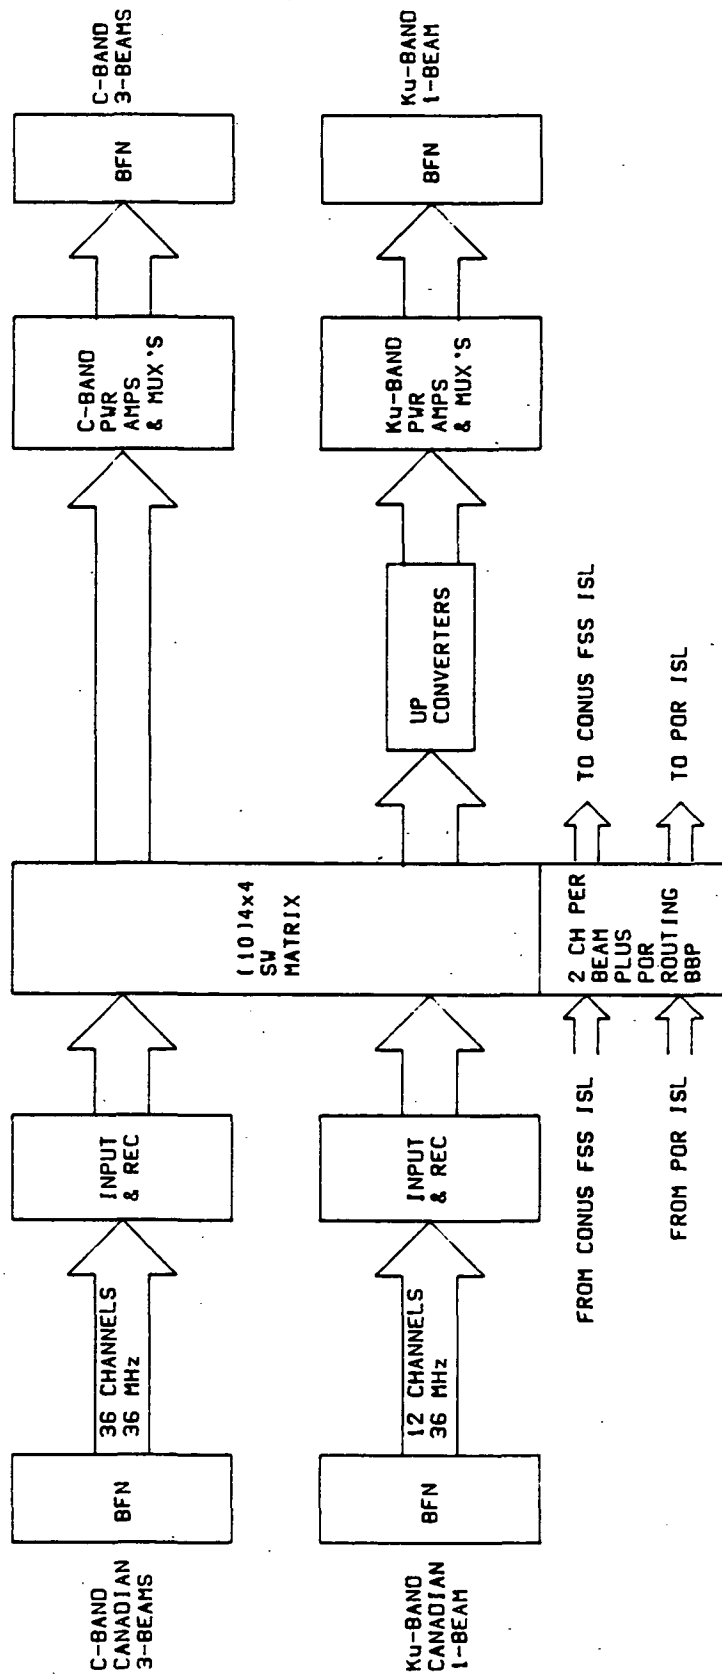 C-BAND
CANADIAN
3-BEAMS
BFN
36 CHANNELS
36 MHz
INPUT
& REC
(10)4x4
SW
MATRIX
C-BAND
PWR
AMPS
& MUX'S
BFN
C-BAND
3-BEAMS
Ku-BAND
CANADIAN
1-BEAM
BFN
12 CHANNELS
36 MHz
INPUT
& REC
UP
CONVERTERS
Ku-BAND
PWR
AMPS
& MUX'S
BFN
Ku-BAND
1-BEAM
FROM CONUS FSS ISL
FROM POR ISL
2 CH PER
BEAM
PLUS
POR
ROUTING
BBP
TO CONUS FSS ISL
TO POR ISL